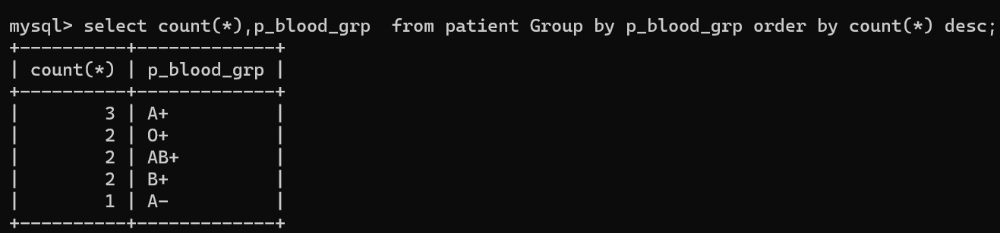 mysql> select count(*),p_blood_grp  from patient Group by p_blood_grp order by count(*) desc;
+----------+-------------+
| count(*) | p_blood_grp |
+----------+-------------+
|        3 | A+          |
|        2 | O+          |
|        2 | AB+         |
|        2 | B+          |
|        1 | A-          |
+----------+-------------+